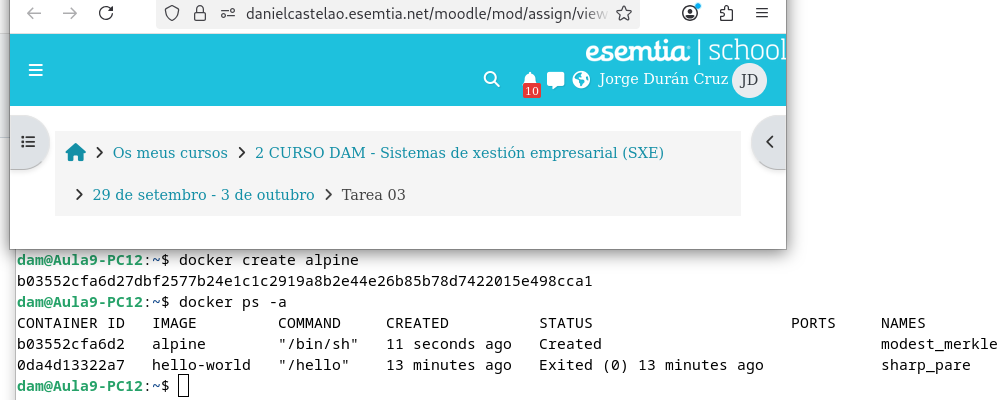 danielcastelao.esemtia.net/moodle/mod/assign/view
esemtia | school
10
Jorge Durán Cruz JD
Os meus cursos > 2 CURSO DAM - Sistemas de xestión empresarial (SXE)
> 29 de setembro - 3 de outubro > Tarea 03
dam@Aula9-PC12:~$ docker create alpine
b03552cfa6d27dbf2577b24e1c1c2919a8b2e44e26b85b78d7422015e498cca1
dam@Aula9-PC12:~$ docker ps -a
CONTAINER ID   IMAGE         COMMAND     CREATED          STATUS                      PORTS     NAMES
b03552cfa6d2   alpine        "/bin/sh"   11 seconds ago   Created                               modest_merkle
0da4d13322a7   hello-world   "/hello"    13 minutes ago   Exited (0) 13 minutes ago             sharp_pare
dam@Aula9-PC12:~$